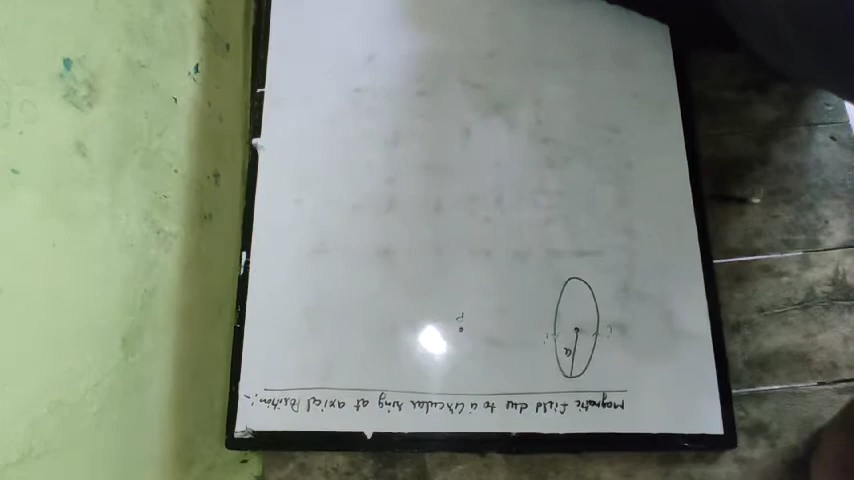 Magnetic field due to a circular ring at axial Position:-
a
i
i
P